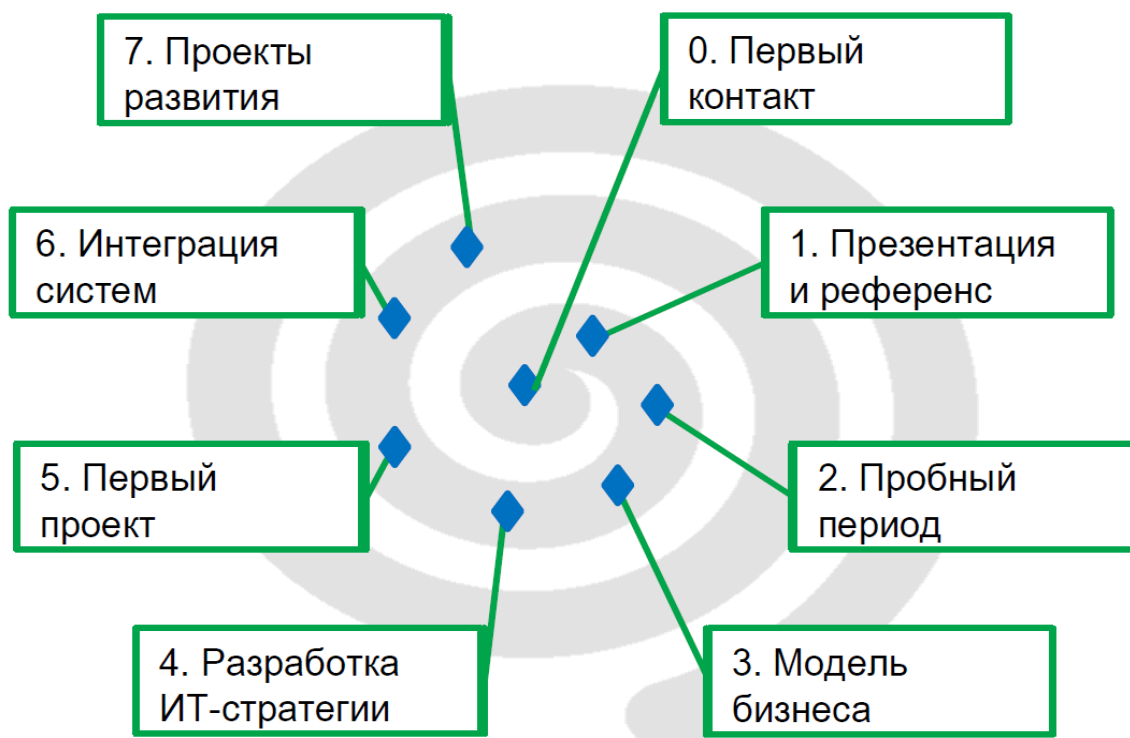 0. Первый
контакт
1. Презентация
и референс
2. Пробный
период
3. Модель
бизнеса
4. Разработка
ИТ-стратегии
5. Первый
проект
6. Интеграция
систем
7. Проекты
развития